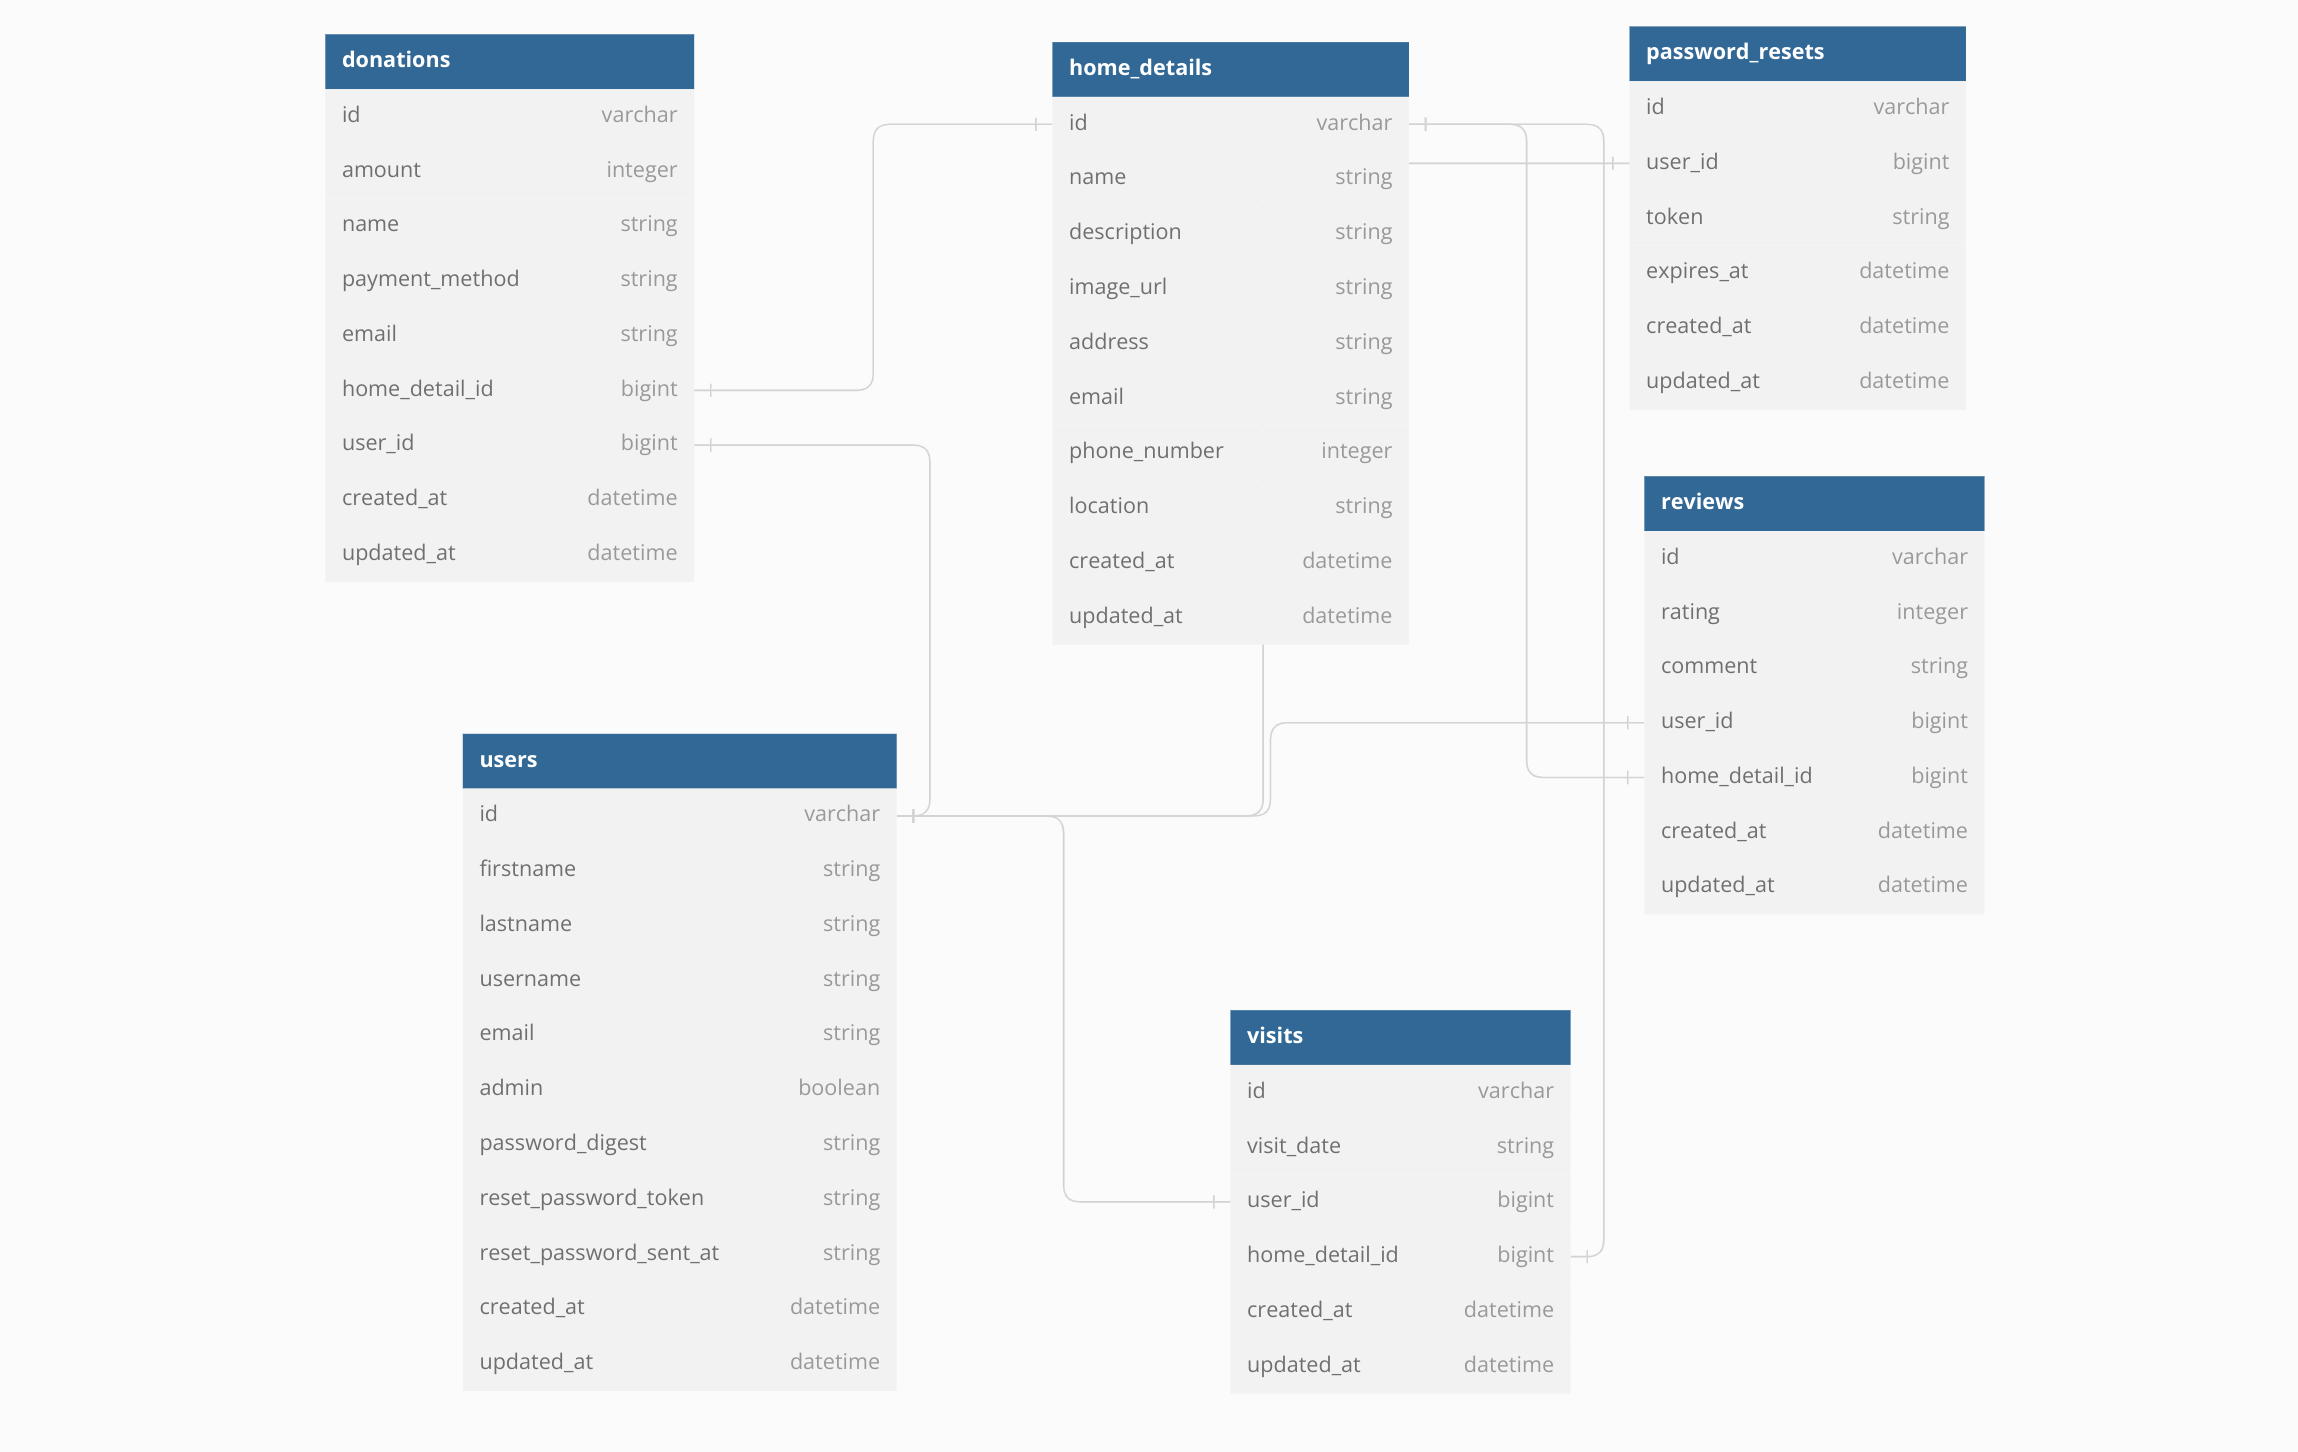 donations
id varchar
amount integer
name string
payment_method string
email string
home_detail_id bigint
user_id bigint
created_at datetime
updated_at datetime
home_details
id varchar
name string
description string
image_url string
address string
email string
phone_number integer
location string
created_at datetime
updated_at datetime
password_resets
id varchar
user_id bigint
token string
expires_at datetime
created_at datetime
updated_at datetime
reviews
id varchar
rating integer
comment string
user_id bigint
home_detail_id bigint
created_at datetime
updated_at datetime
users
id varchar
firstname string
lastname string
username string
email string
admin boolean
password_digest string
reset_password_token string
reset_password_sent_at string
created_at datetime
updated_at datetime
visits
id varchar
visit_date string
user_id bigint
home_detail_id bigint
created_at datetime
updated_at datetime